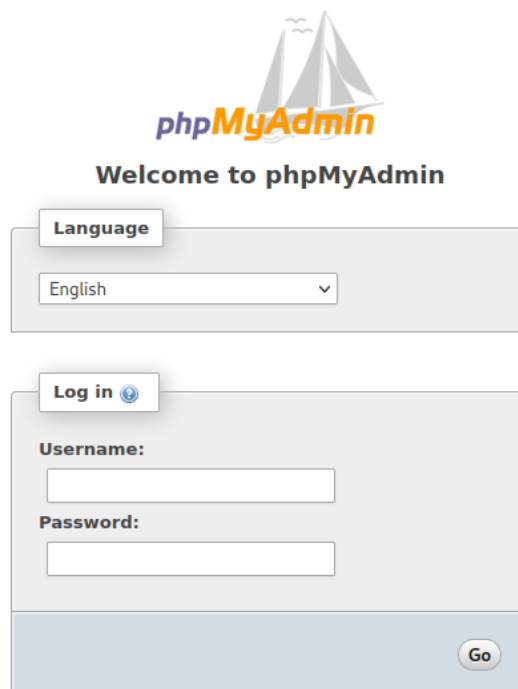 phpMyAdmin
Welcome to phpMyAdmin
Language
English
Log in
Username:
Password:
Go